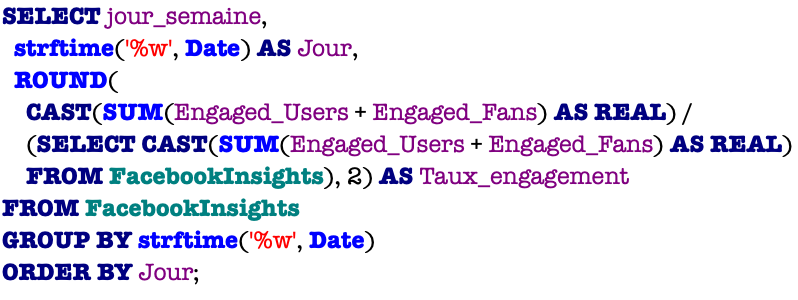 SELECT jour_semaine,
strftime('%w', Date) AS Jour,
ROUND(
CAST(SUM(Engaged_Users + Engaged_Fans) AS REAL) /
(SELECT CAST(SUM(Engaged_Users + Engaged_Fans) AS REAL)
FROM FacebookInsights), 2) AS Taux_engagement
FROM FacebookInsights
GROUP BY strftime('%w', Date)
ORDER BY Jour;